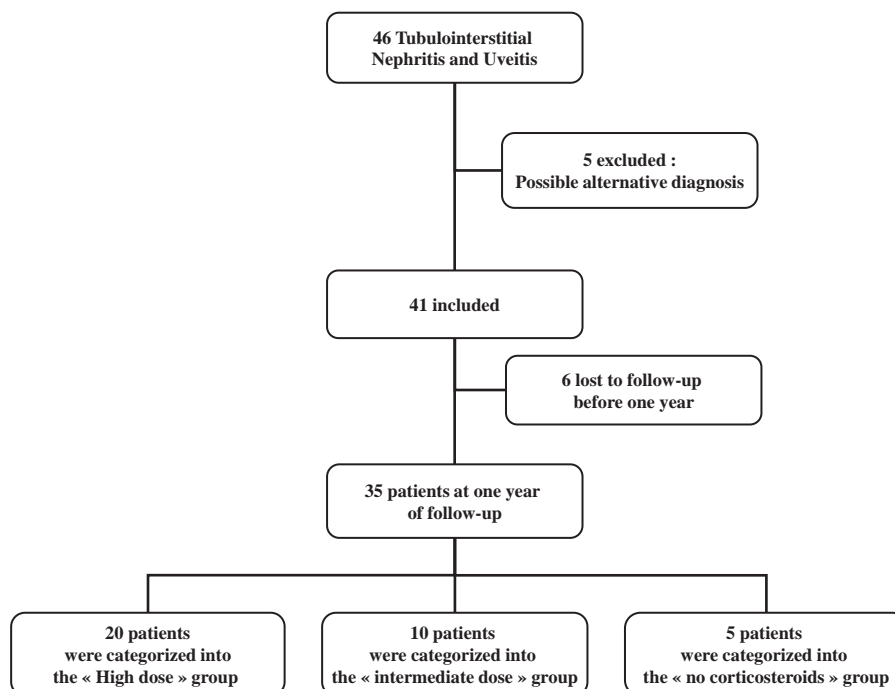 46 Tubulointerstitial
Nephritis and Uveitis
5 excluded :
Possible alternative diagnosis
41 included
6 lost to follow-up
before one year
35 patients at one year
of follow-up
20 patients
were categorized into
the « High dose » group
10 patients
were categorized into
the « intermediate dose » group
5 patients
were categorized into
the « no corticosteroids » group